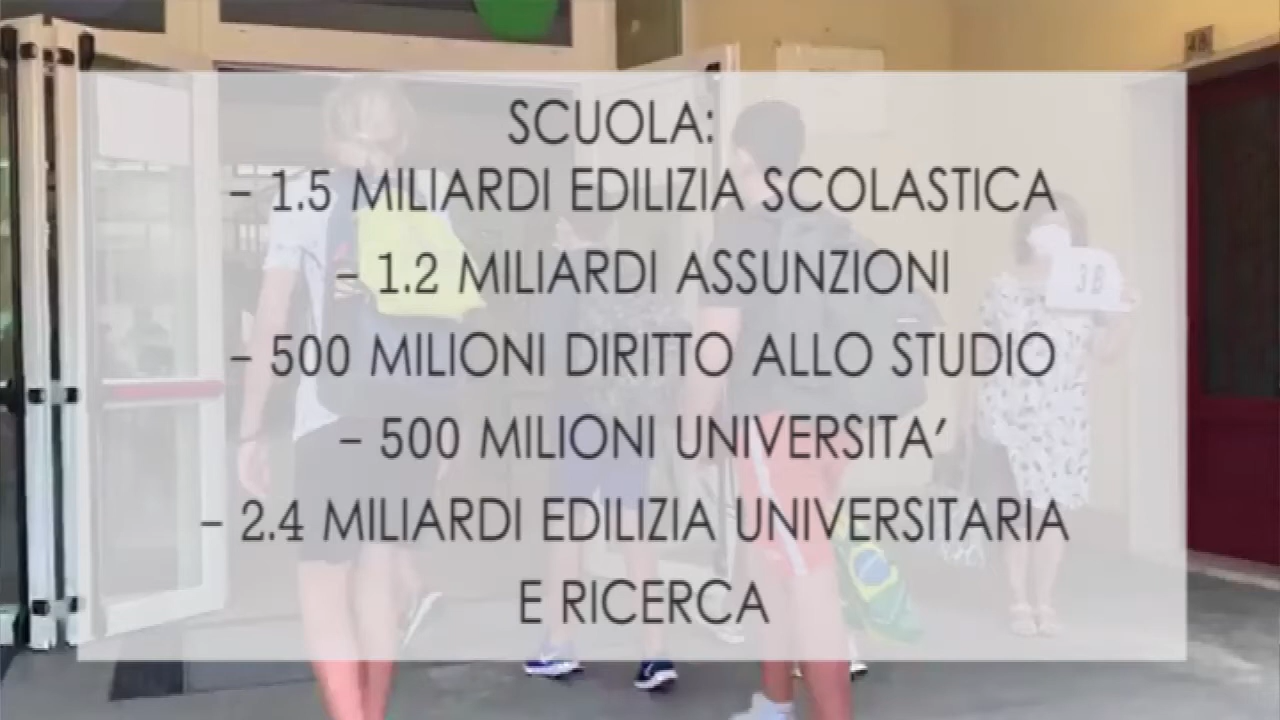 SCUOLA:
– 1.5 MILIARDI EDILIZIA SCOLASTICA
– 1.2 MILIARDI ASSUNZIONI
– 500 MILIONI DIRITTO ALLO STUDIO
– 500 MILIONI UNIVERSITA'
– 2.4 MILIARDI EDILIZIA UNIVERSITARIA
E RICERCA
3B